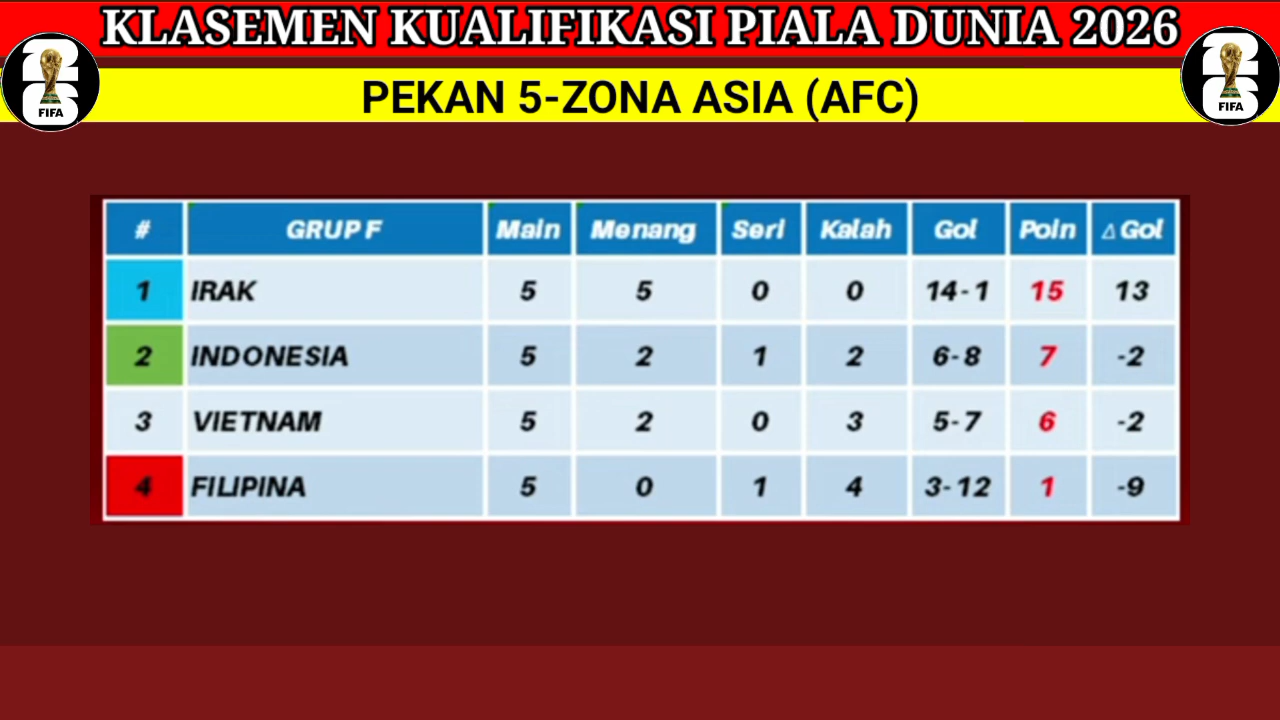 KLASEMEN KUALIFIKASI PIALA DUNIA 2026
FIFA
FIFA
PEKAN 5-ZONA ASIA (AFC)
# GRUP F Main Menang Seri Kalah Gol Poin △ Gol
1 IRAK 5 5 0 0 14-1 15 13
2 INDONESIA 5 2 1 2 6-8 7 -2
3 VIETNAM 5 2 0 3 5-7 6 -2
4 FILIPINA 5 0 1 4 3-12 1 -9